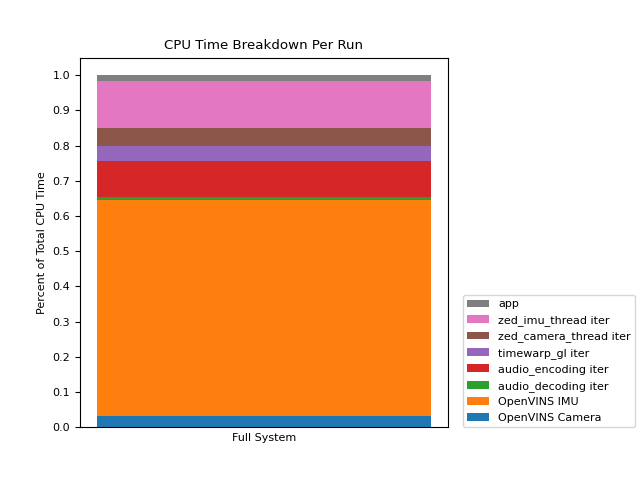 CPU Time Breakdown Per Run
1.0
0.9
0.8
0.7
0.6
0.5
0.4
0.3
0.2
0.1
0.0
Percent of Total CPU Time
Full System
app
zed_imu_thread iter
zed_camera_thread iter
timewarp_gl iter
audio_encoding iter
audio_decoding iter
OpenVINS IMU
OpenVINS Camera